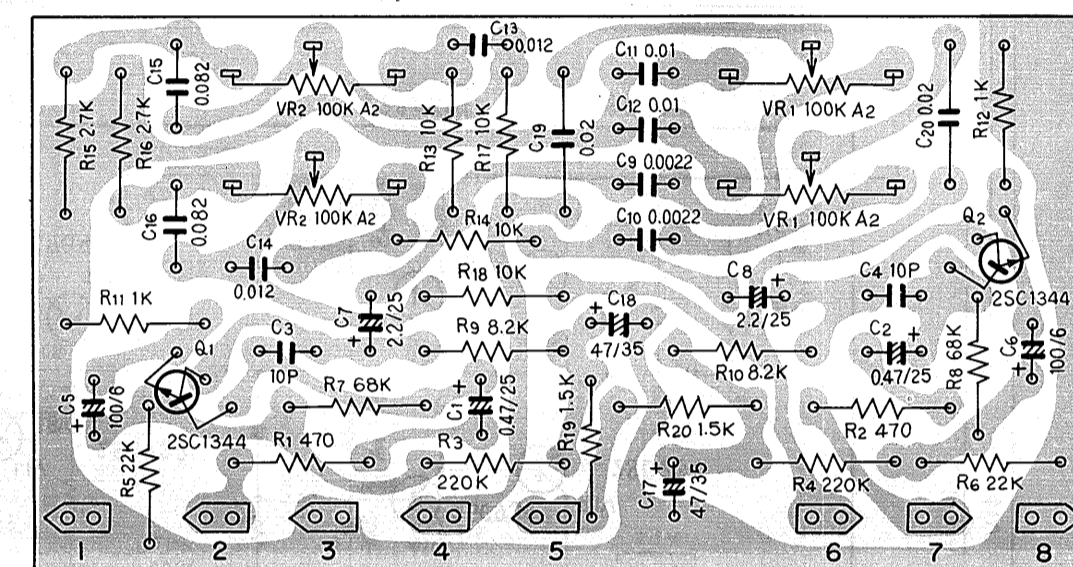 C13
0.012
C15
0.082
VR2 100K A2
R15 2.7K
R16 2.7K
R13 10K
R17 10K
C19
0.02
C11 0.01
C12 0.01
C9 0.0022
C10 0.0022
VR1 100K A2
C20 0.02
R12 1K
C16
0.082
VR2 100K A2
VR1 100K A2
R14
10K
C14
0.012
Q2
2SC1344
R11 1K
R18 10K
C8
+
2.2/25
C4 10P
C7
+
2.2/25
C18
+
47/35
R9 8.2K
C3
10P
Q1
2SC1344
R10 8.2K
C2
+
0.47/25
R8 68K
C6
+
100/6
C5
+
100/6
R7 68K
C1
+
0.47/25
R19 1.5K
R20 1.5K
R2 470
R5 22K
R1 470
R3
220K
C17
+
47/35
R4 220K
R6 22K
1 2 3 4 5 6 7 8